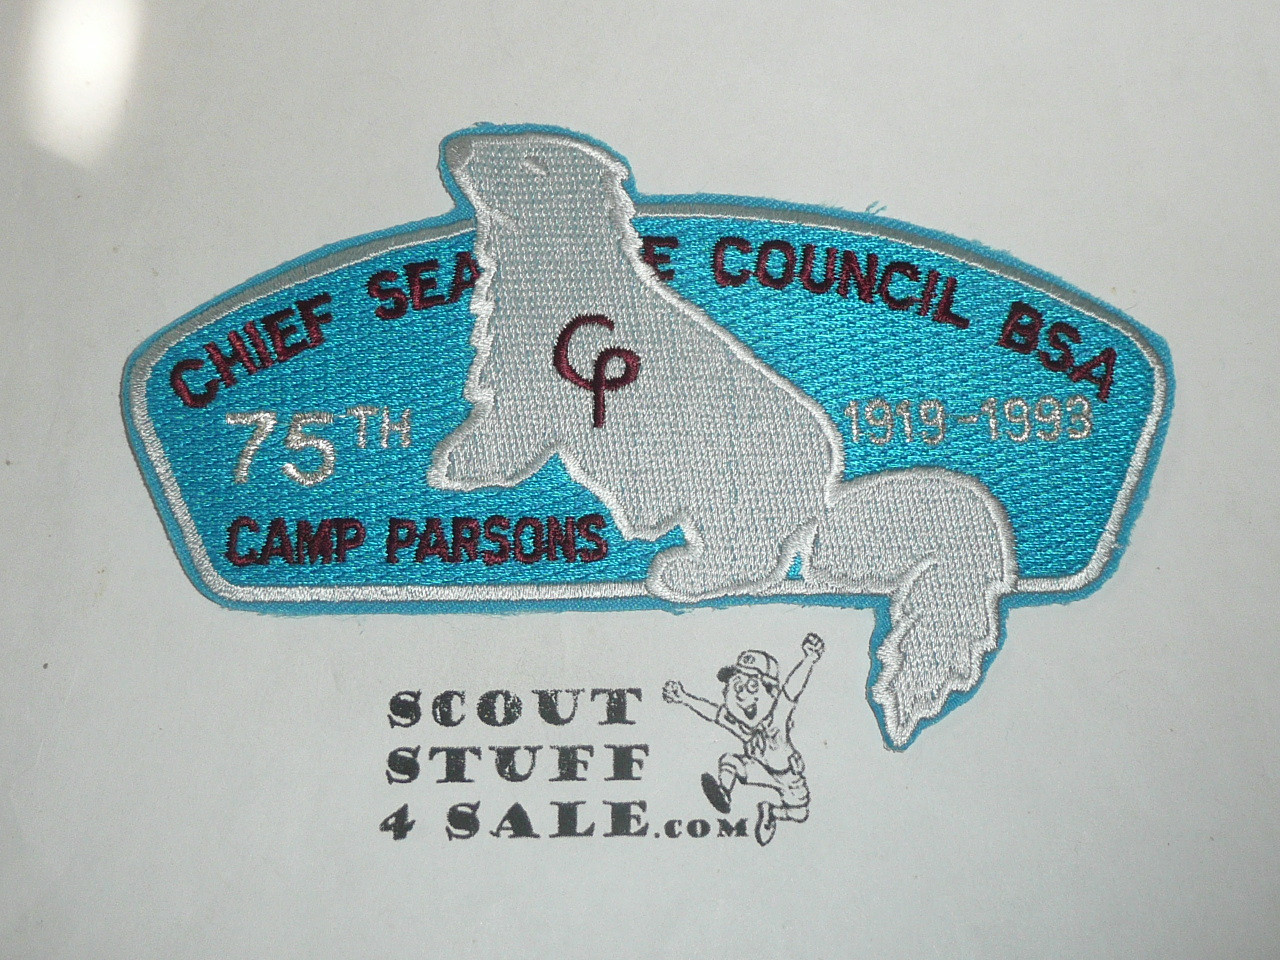 CHIEF SEA E COUNCIL BSA
75TH
1919-1993
CP
CAMP PARSONS
SCOUT
STUFF
4 SALE.COM